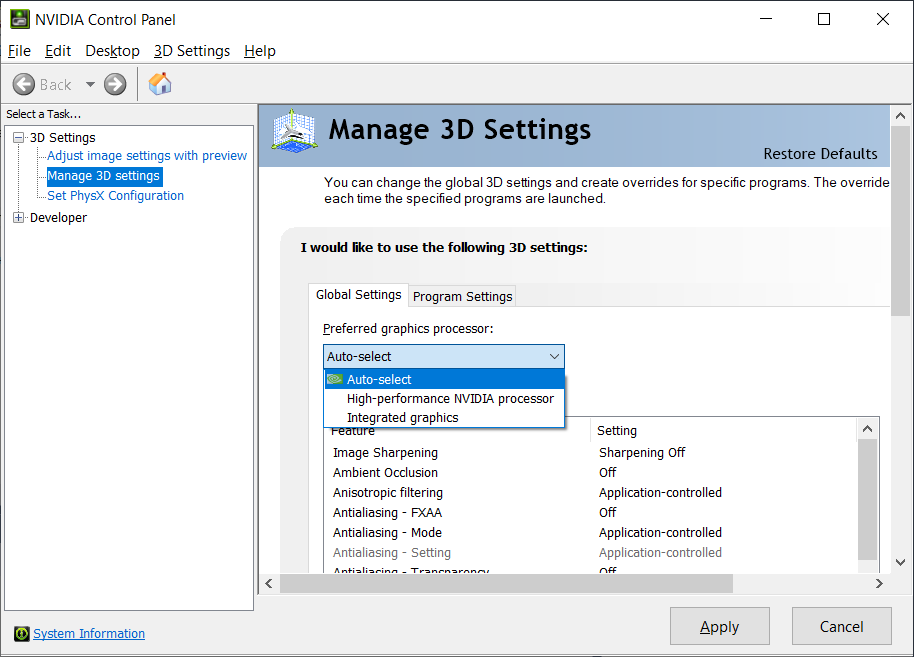 NVIDIA Control Panel
File Edit Desktop 3D Settings Help
Back
Select a Task...
3D Settings
Adjust image settings with preview
Manage 3D settings
Set PhysX Configuration
Developer
System Information
Manage 3D Settings
Restore Defaults
You can change the global 3D settings and create overrides for specific programs. The override
each time the specified programs are launched.
I would like to use the following 3D settings:
Global Settings Program Settings
Preferred graphics processor:
Auto-select
Auto-select
High-performance NVIDIA processor
Integrated graphics
Feature Setting
Image Sharpening Sharpening Off
Ambient Occlusion Off
Anisotropic filtering Application-controlled
Antialiasing - FXAA Off
Antialiasing - Mode Application-controlled
Antialiasing - Setting Application-controlled
Antialiasing - Transparency Off
Apply Cancel